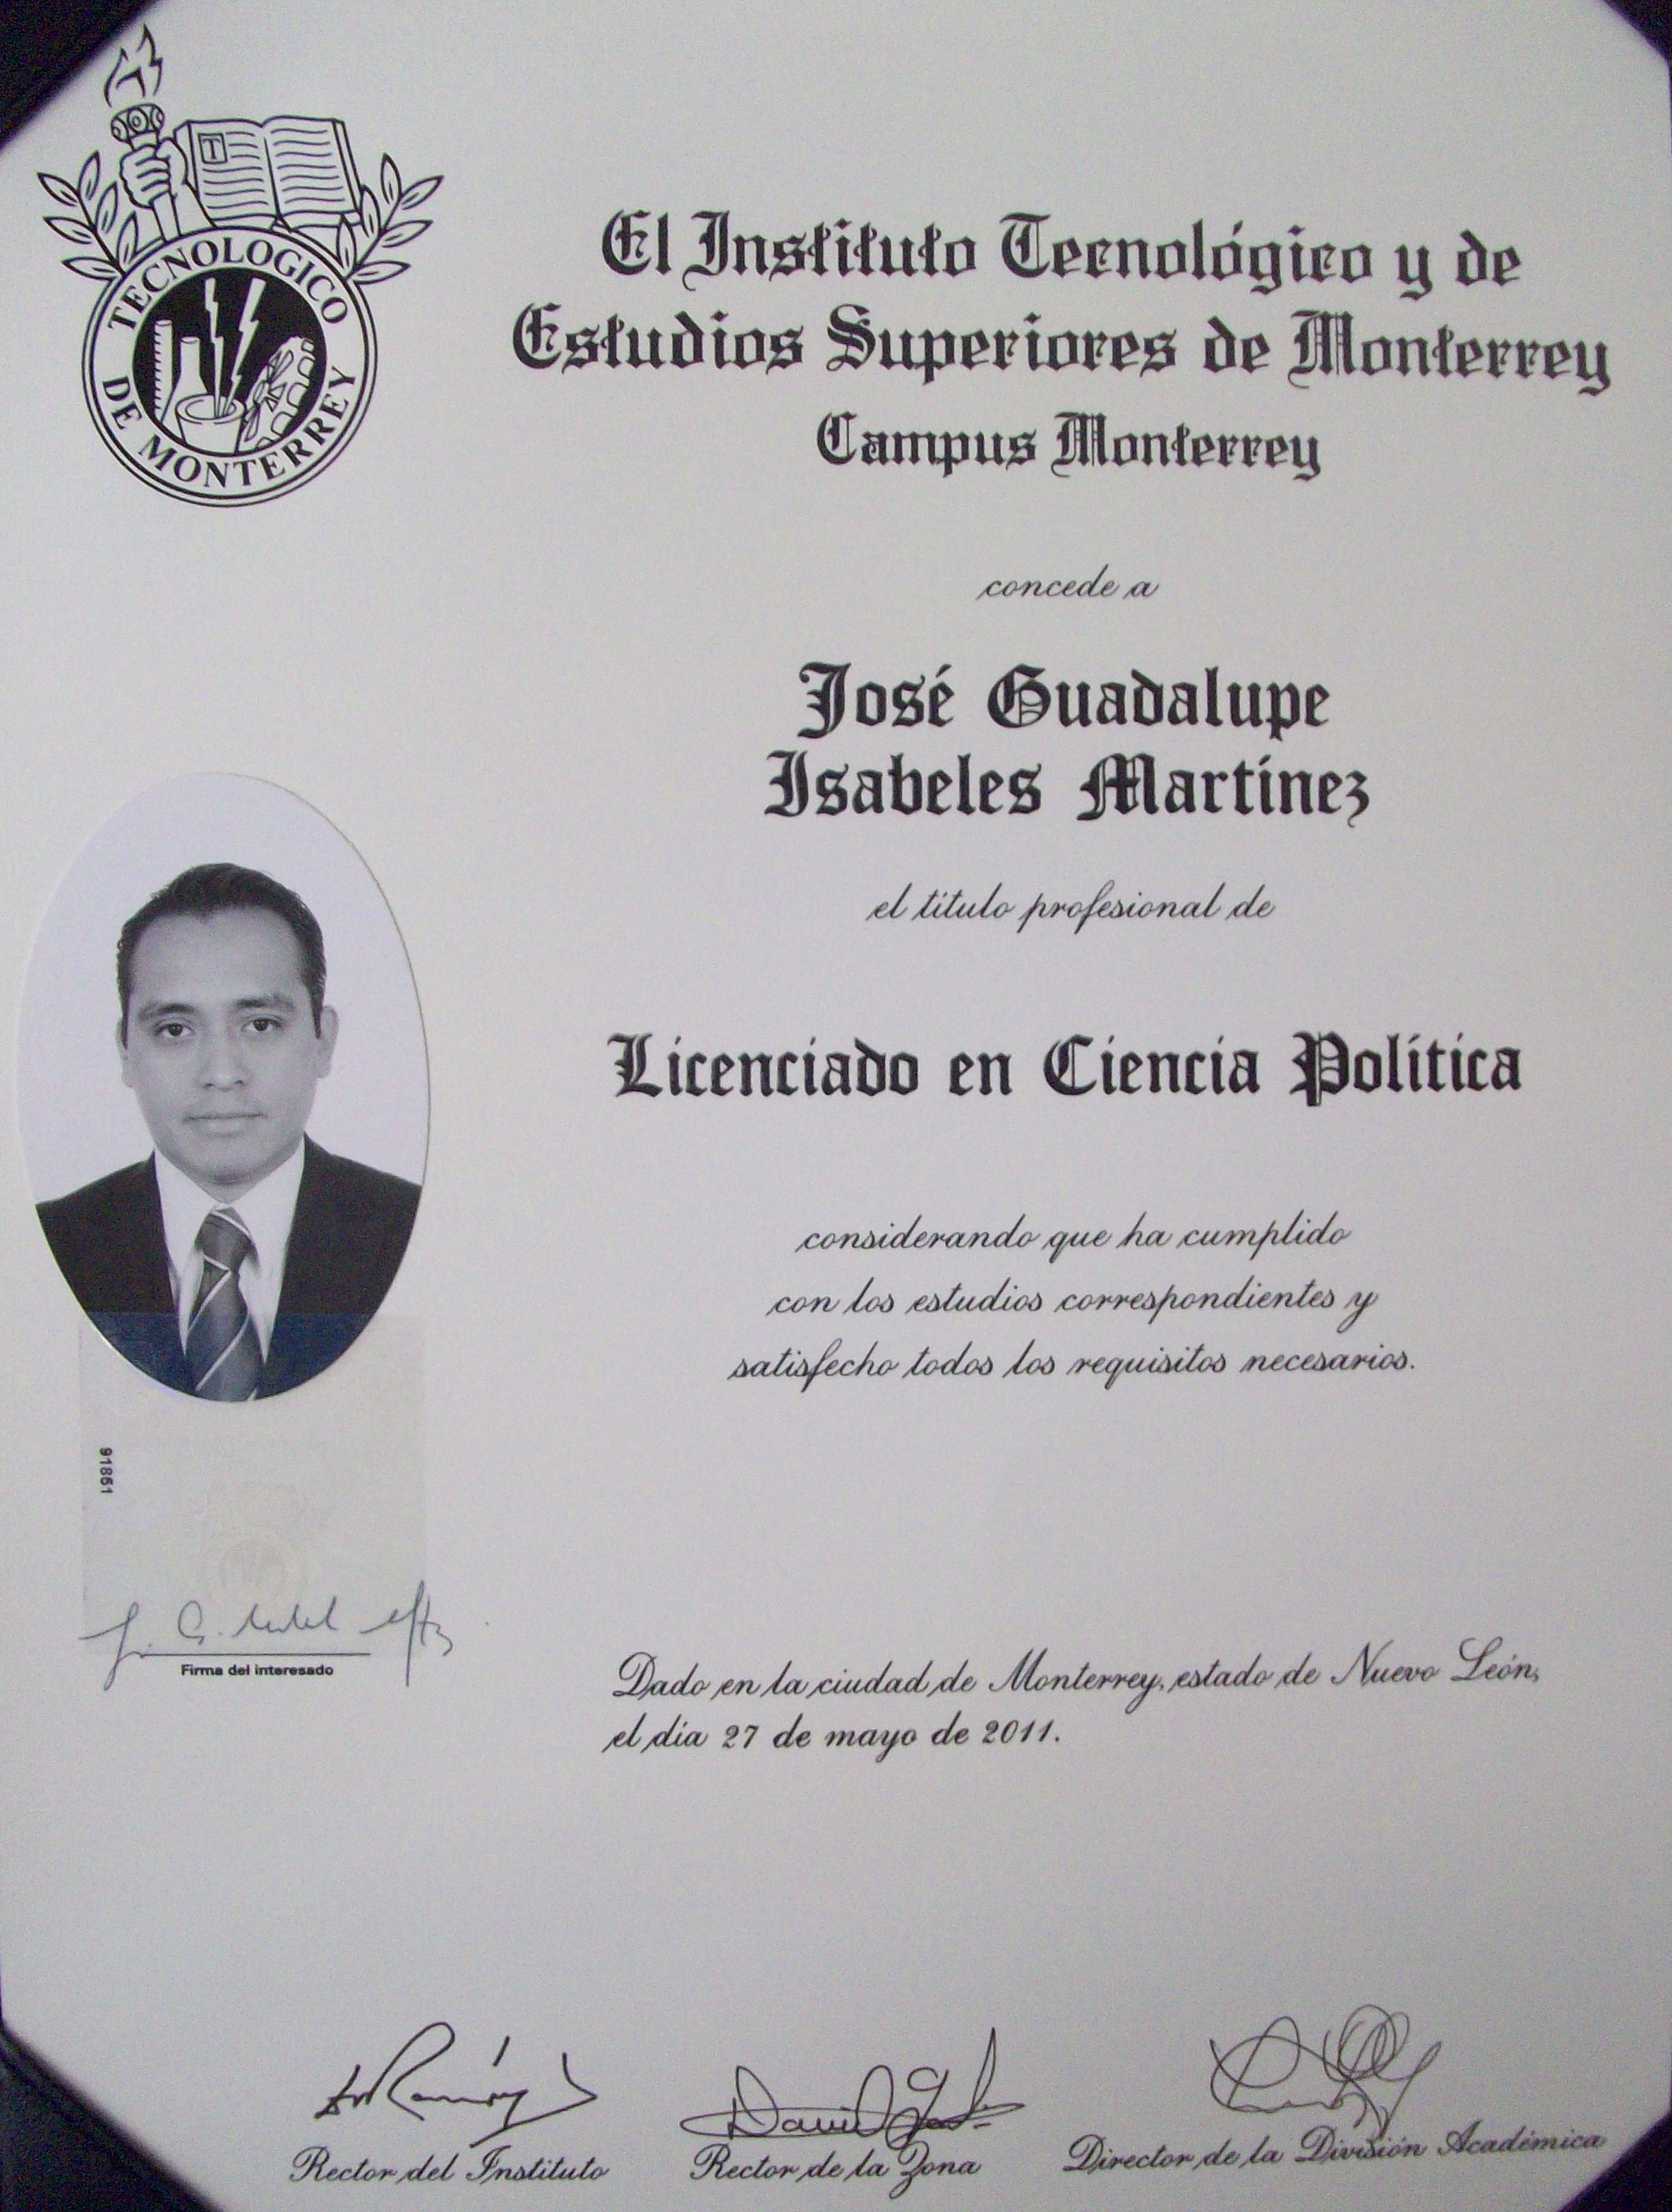 TECNOLOGICO
DE MONTERREY
T
El Instituto Tecnológico y de
Estudios Superiores de Monterrey
Campus Monterrey
concede a
José Guadalupe
Isabeles Martínez
el título profesional de
Licenciado en Ciencia Política
considerando que ha cumplido
con los estudios correspondientes y
satisfecho todos los requisitos necesarios.
91851
Firma del interesado
Dado en la ciudad de Monterrey, estado de Nuevo León,
el día 27 de mayo de 2011.
Rector del Instituto
Rector de la Zona
Director de la División Académica